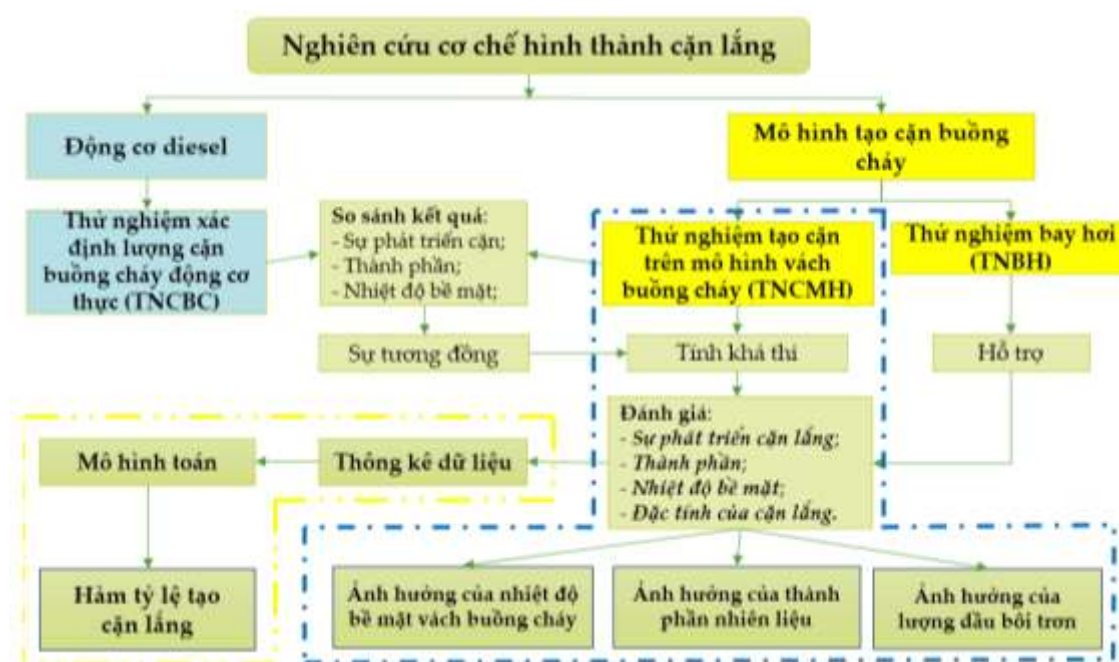 Nghiên cứu cơ chế hình thành cặn lắng
Động cơ diesel
Mô hình tạo cặn buồng
cháy
Thử nghiệm xác
định lượng cặn
buồng cháy động cơ
thực (TNCBC)
So sánh kết quả:
- Sự phát triển cặn;
- Thành phần;
- Nhiệt độ bề mặt;
Thử nghiệm tạo cặn
trên mô hình vách
buồng cháy (TNCMH)
Thử nghiệm bay hơi
(TNBH)
Sự tương đồng
Tính khả thi
Hỗ trợ
Đánh giá:
- Sự phát triển cặn lắng;
- Thành phần;
- Nhiệt độ bề mặt;
- Đặc tính của cặn lắng.
Mô hình toán
Thống kê dữ liệu
Hàm tỷ lệ tạo
cặn lắng
Ảnh hưởng của nhiệt độ
bề mặt vách buồng cháy
Ảnh hưởng của thành
phần nhiên liệu
Ảnh hưởng của
lượng dầu bôi trơn